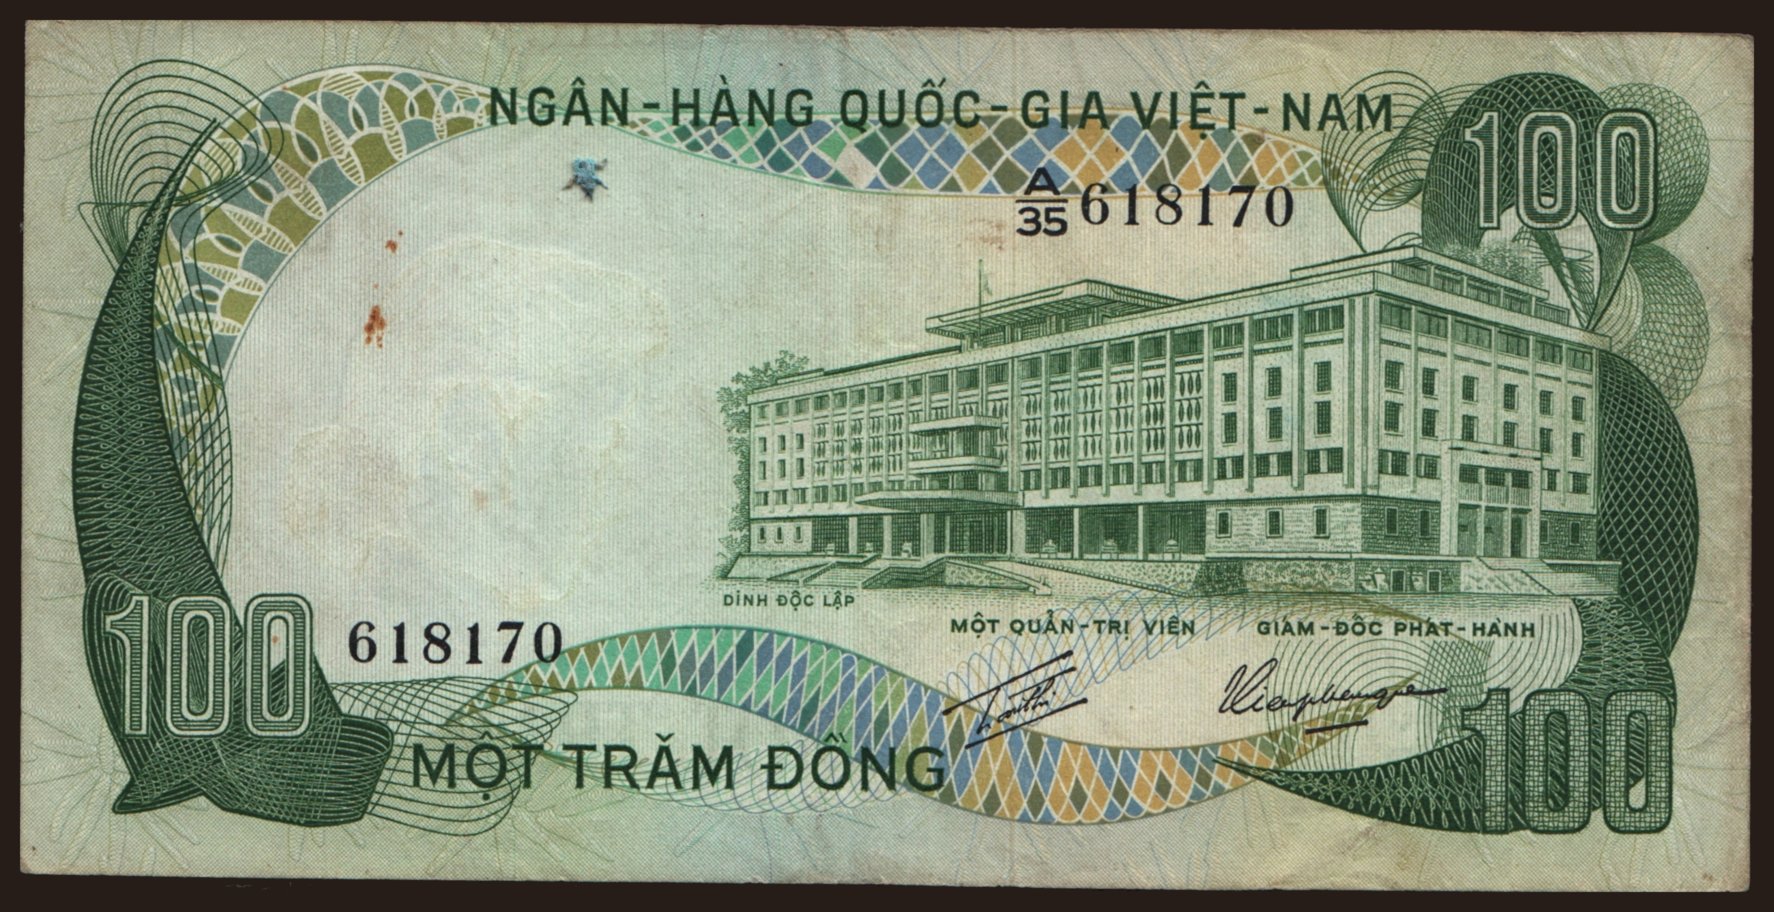 NGÂN-HÀNG QUỐC-GIA VIỆT-NAM
100
A/35 618170
DINH ĐỘC LẬP
MỘT QUẢN-TRỊ VIÊN
GIÁM-ĐỐC PHÁT-HÀNH
100
618170
MỘT TRĂM ĐỒNG
100